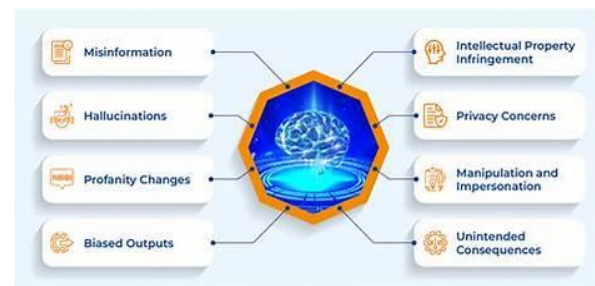 Misinformation
Hallucinations
Profanity Changes
Biased Outputs
Intellectual Property
Infringement
Privacy Concerns
Manipulation and
Impersonation
Unintended
Consequences